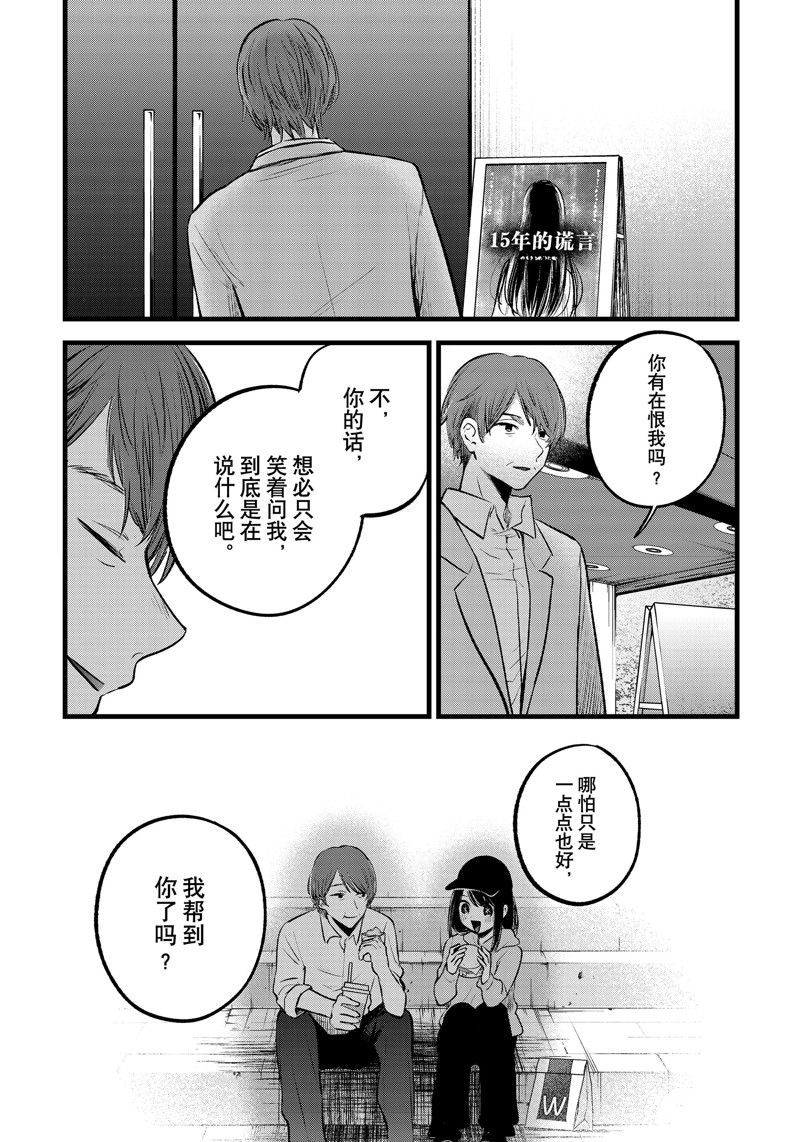 15年的谎言
你有在恨我吗？
不，
你的话，
想必只会
笑着问我，
到底是在
说什么吧。
哪怕只是
一点点也好，
我帮到
你了吗？
W